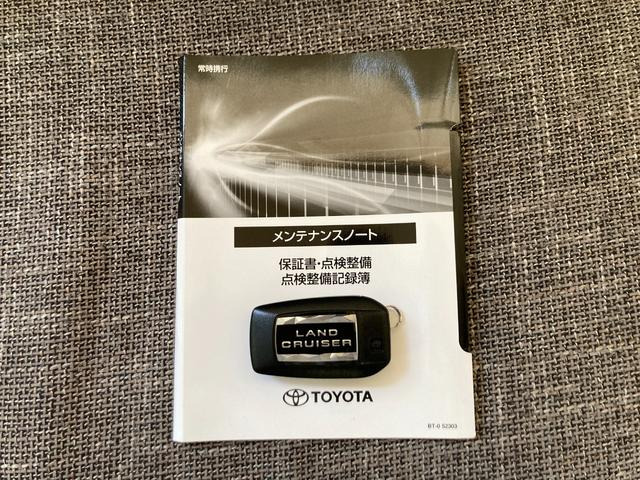 常時携行
メンテナンスノート
保証書・点検整備
点検整備記録簿
LAND
CRUISER
TOYOTA
BT-0 52303